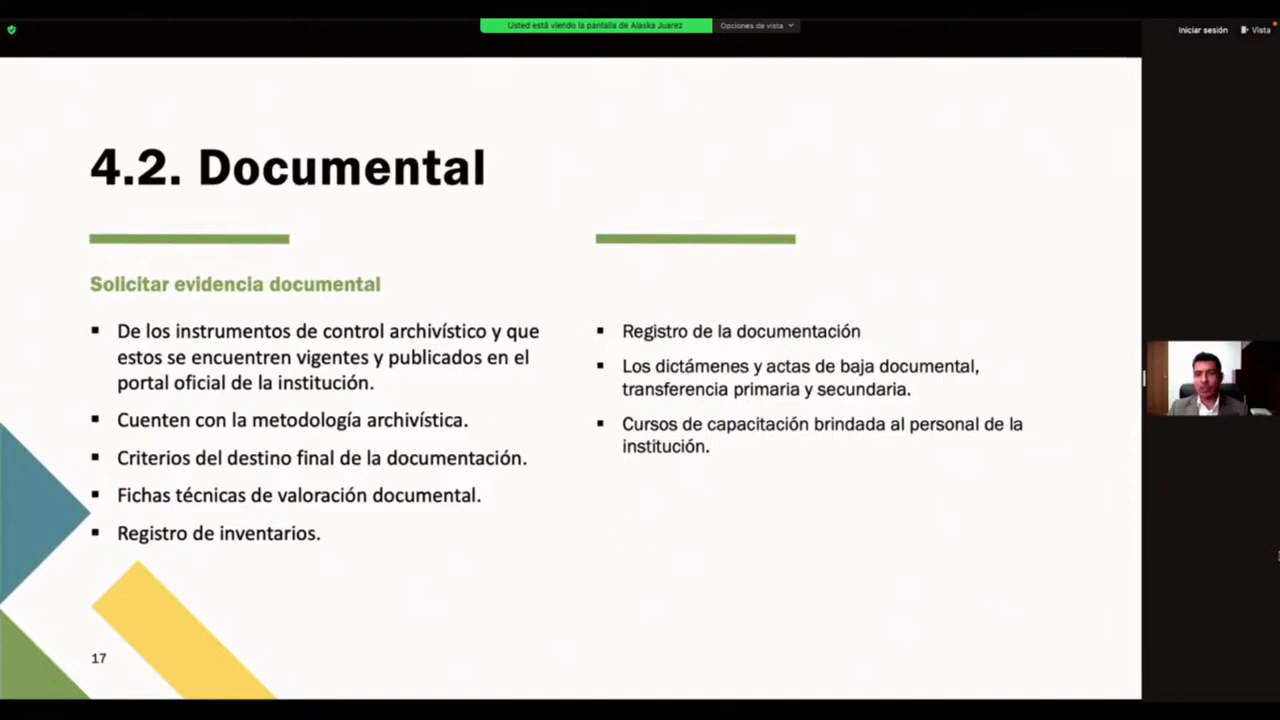 Usted está viendo la pantalla de Alaska Juarez
Opciones de vista
Iniciar sesión
Vista
4.2. Documental
Solicitar evidencia documental
▪ De los instrumentos de control archivístico y que
estos se encuentren vigentes y publicados en el
portal oficial de la institución.
▪ Cuenten con la metodología archivística.
▪ Criterios del destino final de la documentación.
▪ Fichas técnicas de valoración documental.
▪ Registro de inventarios.
▪ Registro de la documentación
▪ Los dictámenes y actas de baja documental,
transferencia primaria y secundaria.
▪ Cursos de capacitación brindada al personal de la
institución.
17